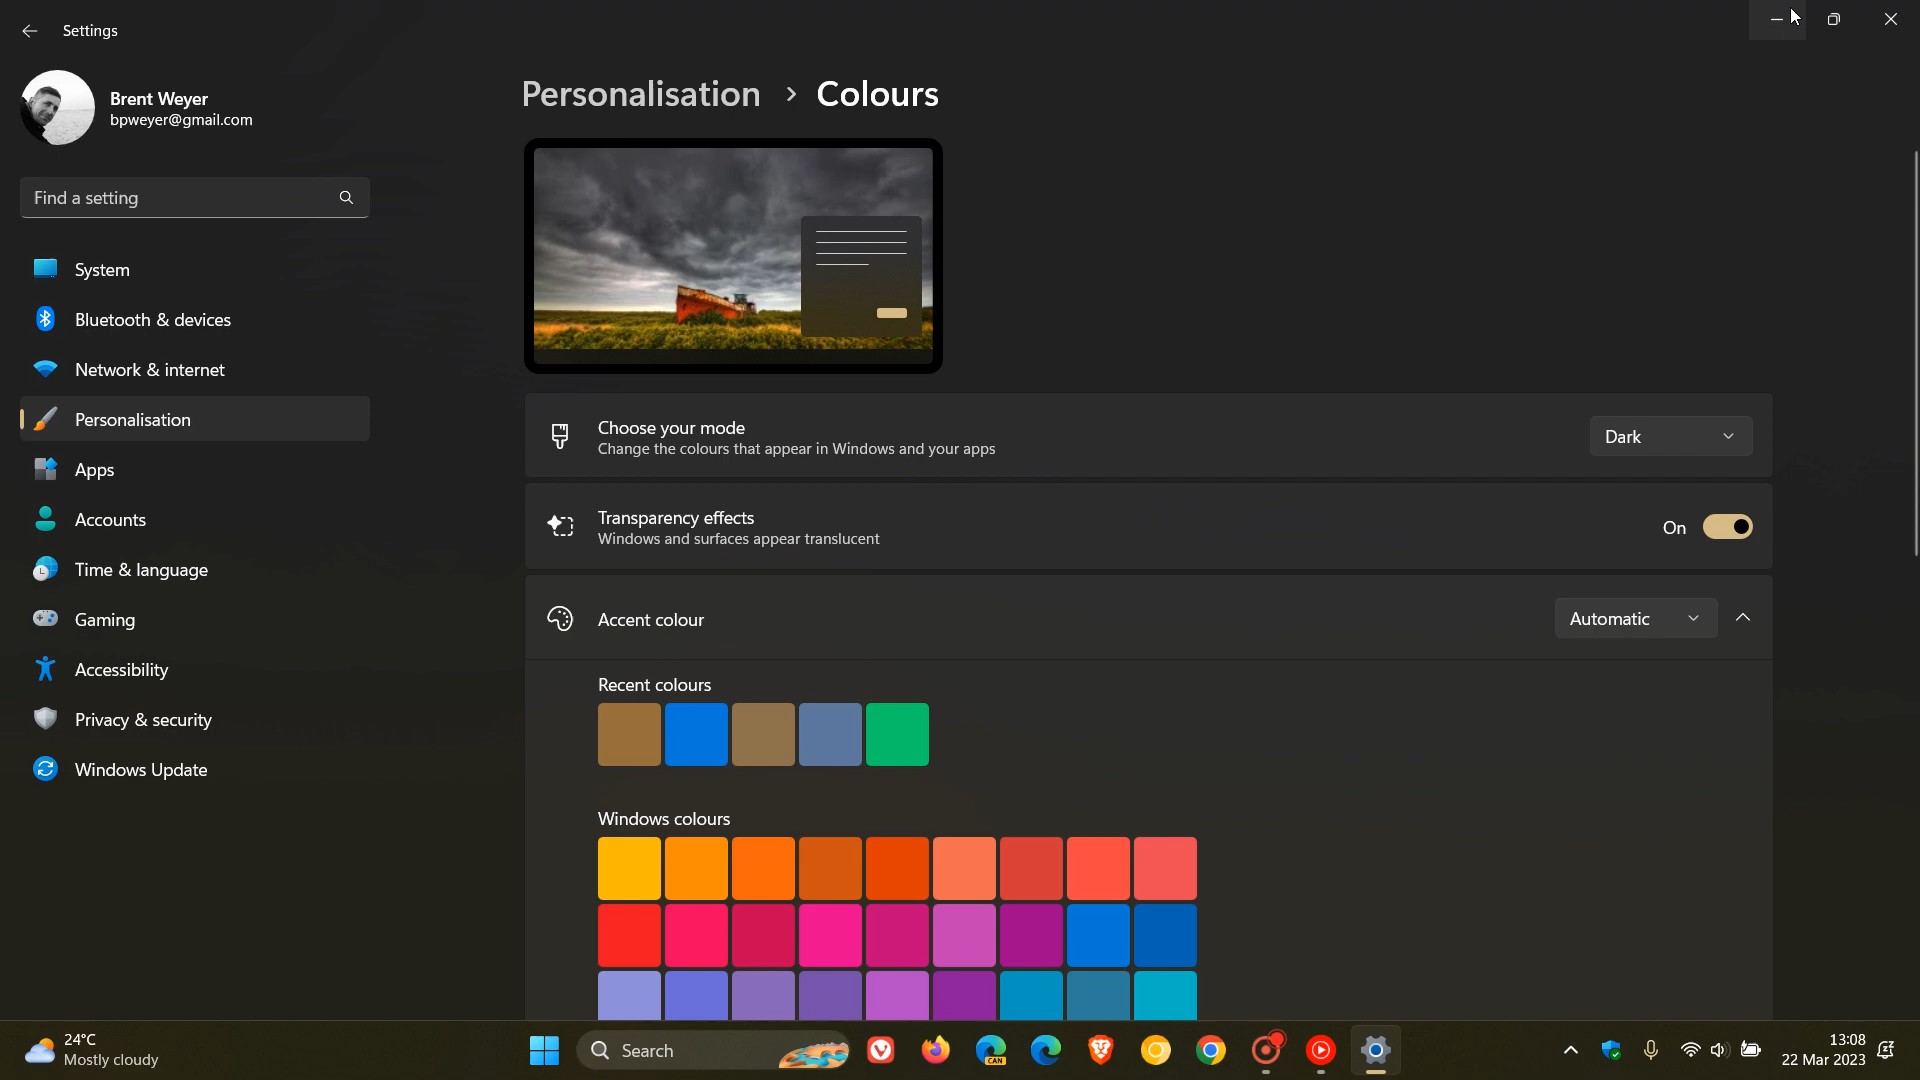 Settings
Brent Weyer
bpweyer@gmail.com
Find a setting
System
Bluetooth & devices
Network & internet
Personalisation
Apps
Accounts
Time & language
Gaming
Accessibility
Privacy & security
Windows Update
Personalisation > Colours
Choose your mode
Change the colours that appear in Windows and your apps
Dark
Transparency effects
Windows and surfaces appear translucent
On
Accent colour
Automatic
Recent colours
Windows colours
24°C
Mostly cloudy
Search
CAN
13:08
22 Mar 2023